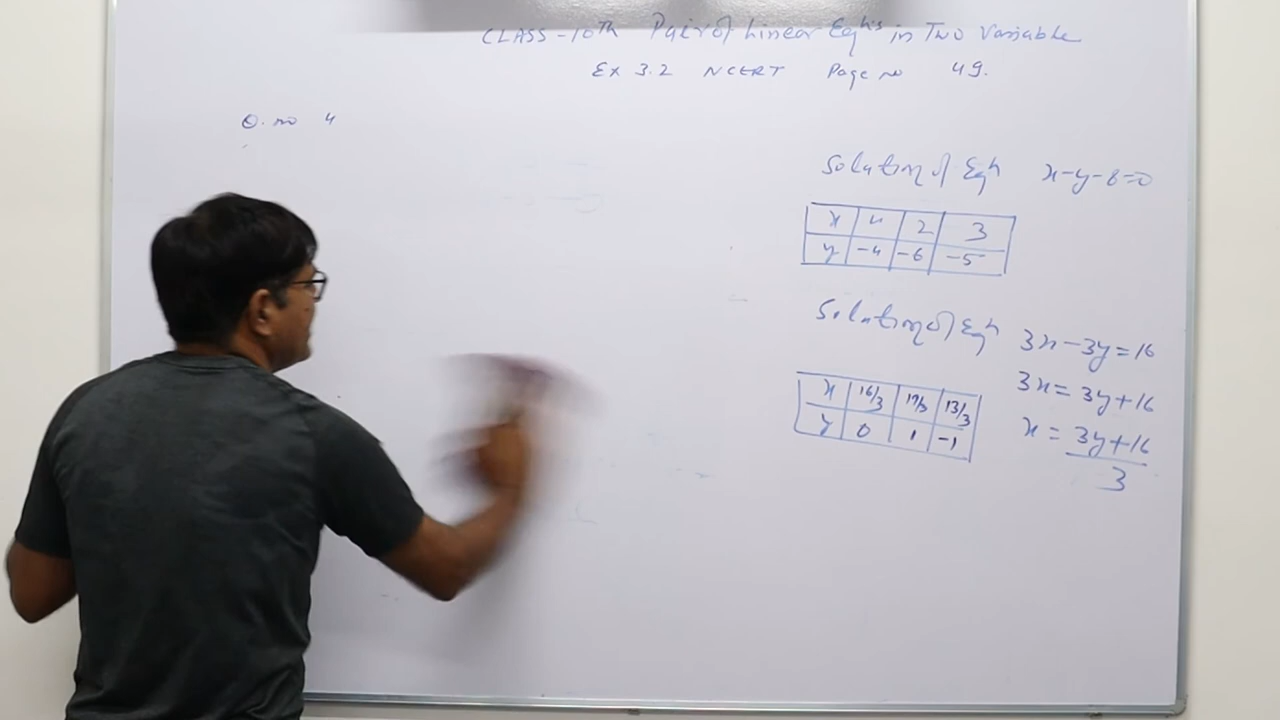 CLASS-10th Pair of Linear Eqn's in Two Variable
Ex 3.2 NCERT Page no 49.
Q. no 4
Solution of Eqn x-y-8=0
x 4 2 3
y -4 -6 -5
Solution of Eqn 3x-3y=16
3x = 3y+16
x = 3y+16
3
x 16/3 19/3 13/3
y 0 1 -1